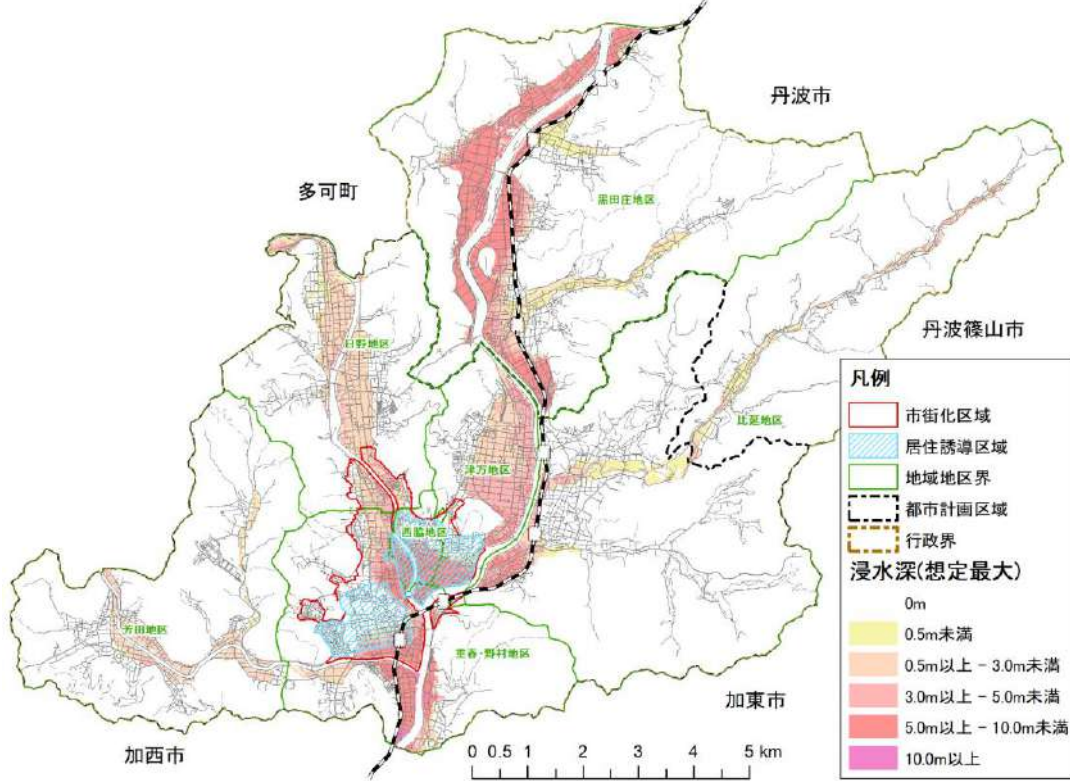 丹波市
多可町
黒田庄地区
丹波篠山市
日野地区
比延地区
津万地区
西脇地区
芳田地区
重春・野村地区
加東市
加西市
凡例
市街化区域
居住誘導区域
地域地区界
都市計画区域
行政界
浸水深(想定最大)
0m
0.5m未満
0.5m以上 - 3.0m未満
3.0m以上 - 5.0m未満
5.0m以上 - 10.0m未満
10.0m以上
0 0.5 1 2 3 4 5 km